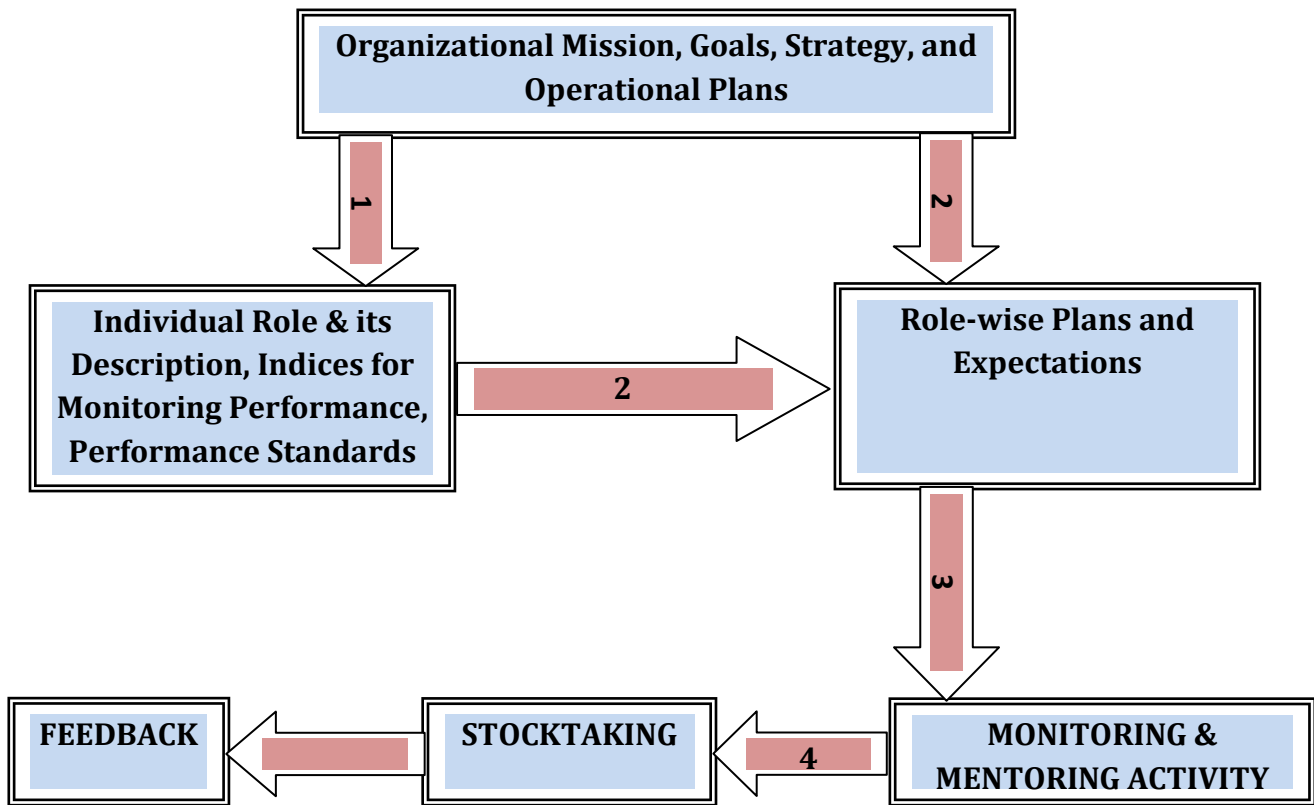 Organizational Mission, Goals, Strategy, and
Operational Plans
1
2
Individual Role & its
Description, Indices for
Monitoring Performance,
Performance Standards
2
Role-wise Plans and
Expectations
3
FEEDBACK
STOCKTAKING
4
MONITORING &
MENTORING ACTIVITY